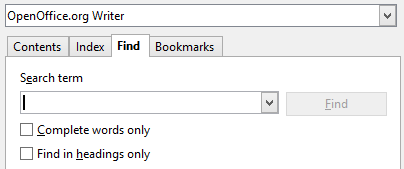 OpenOffice.org Writer
Contents Index Find Bookmarks
Search term
Find
Complete words only
Find in headings only